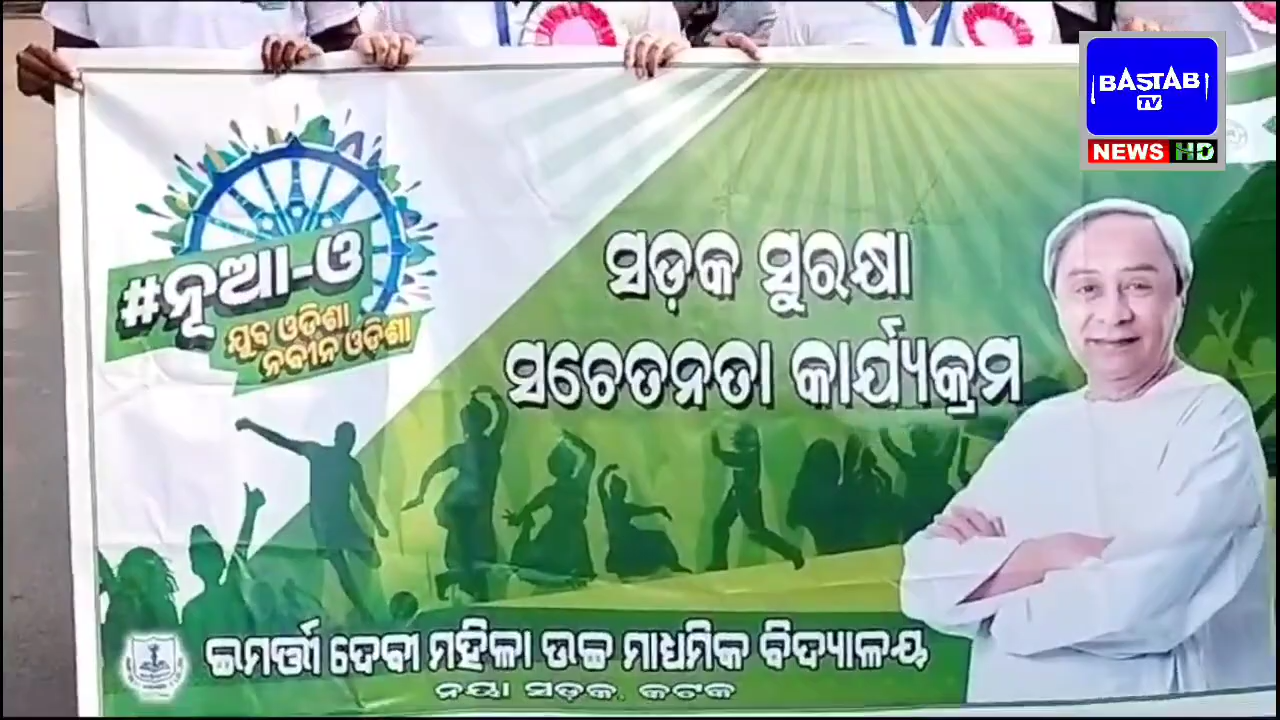 BASTAB
TV
NEWS HD
#ନୂଆ-ଓ
ଯୁବ ଓଡ଼ିଶା
ନବୀନ ଓଡ଼ିଶା
ସଡ଼କ ସୁରକ୍ଷା
ସଚେତନତା କାର୍ଯ୍ୟକ୍ରମ
ଇମର୍ତ୍ତୀ ଦେବୀ ମହିଳା ଉଚ୍ଚ ମାଧ୍ୟମିକ ବିଦ୍ୟାଳୟ
ନୟା ସଡ଼କ, କଟକ